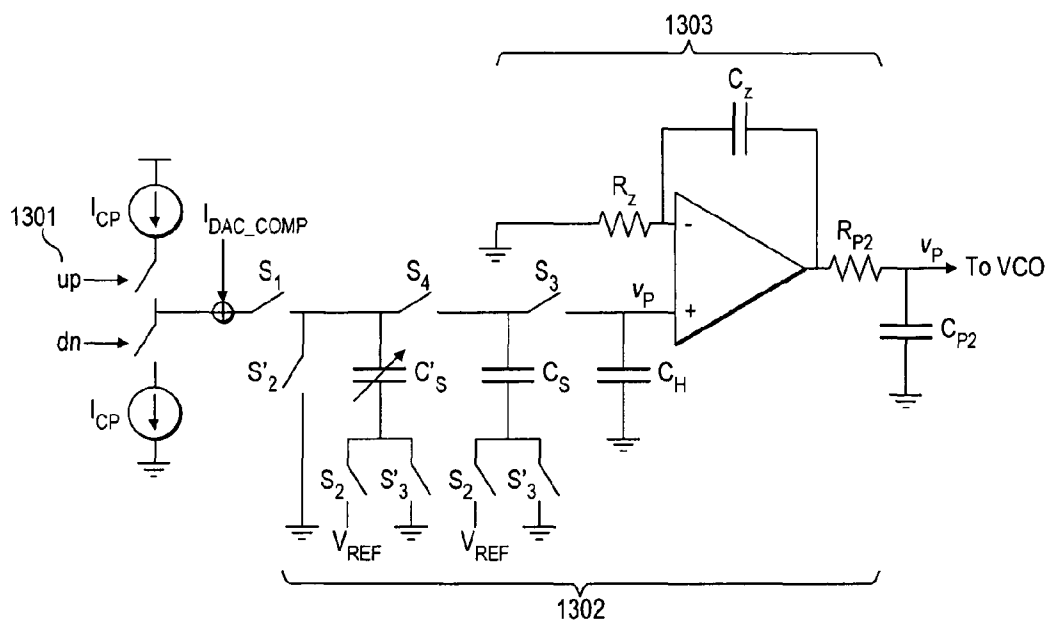 1303
C_z
R_z
-
I_CP
1301
I_DAC_COMP
up
S_1
S_4
S_3
v_P
+
R_P2
v_P
To VCO
dn
S'_2
C'_S
C_S
C_H
C_P2
I_CP
S_2
S'_3
S_2
S'_3
V_REF
V_REF
1302